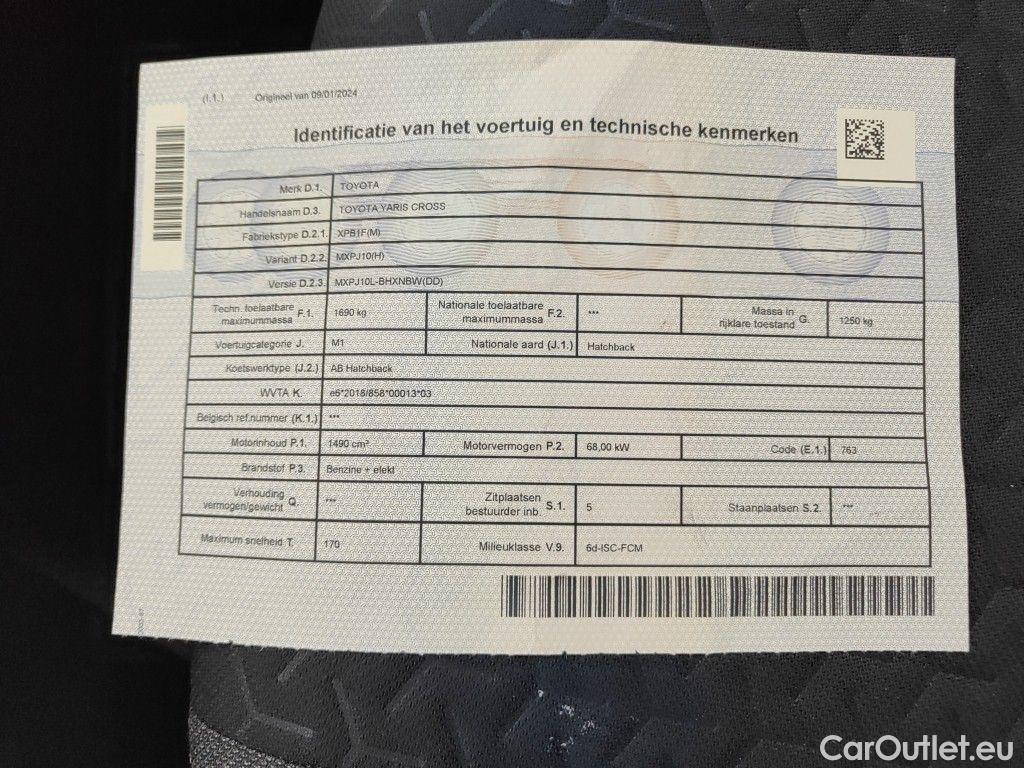 (I.1.) Origineel van 09/01/2024
Identificatie van het voertuig en technische kenmerken
Merk D.1. TOYOTA
Handelsnaam D.3. TOYOTA YARIS CROSS
Fabriekstype D.2.1. XPB1F(M)
Variant D.2.2. MXPJ10(H)
Versie D.2.3. MXPJ10L-BHXNBW(DD)
Techn. toelaatbare maximummassa F.1. 1690 kg Nationale toelaatbare maximummassa F.2. *** Massa in rijklare toestand G. 1250 kg
Voertuigcategorie J. M1 Nationale aard (J.1.) Hatchback
Koetswerktype (J.2.) AB Hatchback
WVTA K. e6*2018/858*00013*03
Belgisch ref.nummer (K.1.) ***
Motorinhoud P.1. 1490 cm³ Motorvermogen P.2. 68,00 kW Code (E.1.) 763
Brandstof P.3. Benzine + elekt
Verhouding vermogen/gewicht Q. *** Zitplaatsen bestuurder inb. S.1. 5 Staanplaatsen S.2. ***
Maximum snelheid T. 170 Milieuklasse V.9. 6d-ISC-FCM
CarOutlet.eu